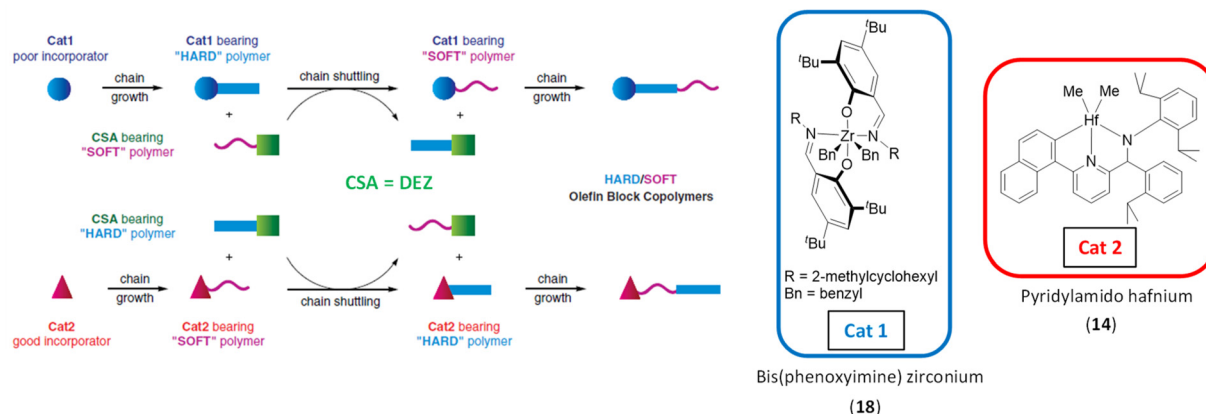 Cat1
poor incorporator
chain
growth
Cat1 bearing
"HARD" polymer
+
CSA bearing
"SOFT" polymer
chain shuttling
Cat1 bearing
"SOFT" polymer
+
chain
growth
CSA = DEZ
HARD/SOFT
Olefin Block Copolymers
CSA bearing
"HARD" polymer
+
chain
growth
Cat2
good incorporator
Cat2 bearing
"SOFT" polymer
chain shuttling
+
Cat2 bearing
"HARD" polymer
chain
growth
tBu
tBu
O
R
N
N
Zr
R
Bn
Bn
O
tBu
tBu
R = 2-methylcyclohexyl
Bn = benzyl
Cat 1
Bis(phenoxyimine) zirconium
(18)
Me
Me
Hf
N
N
Cat 2
Pyridylamido hafnium
(14)